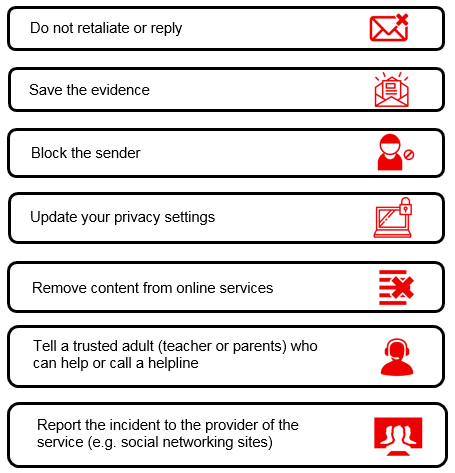 Do not retaliate or reply
Save the evidence
Block the sender
Update your privacy settings
Remove content from online services
Tell a trusted adult (teacher or parents) who
can help or call a helpline
Report the incident to the provider of the
service (e.g. social networking sites)